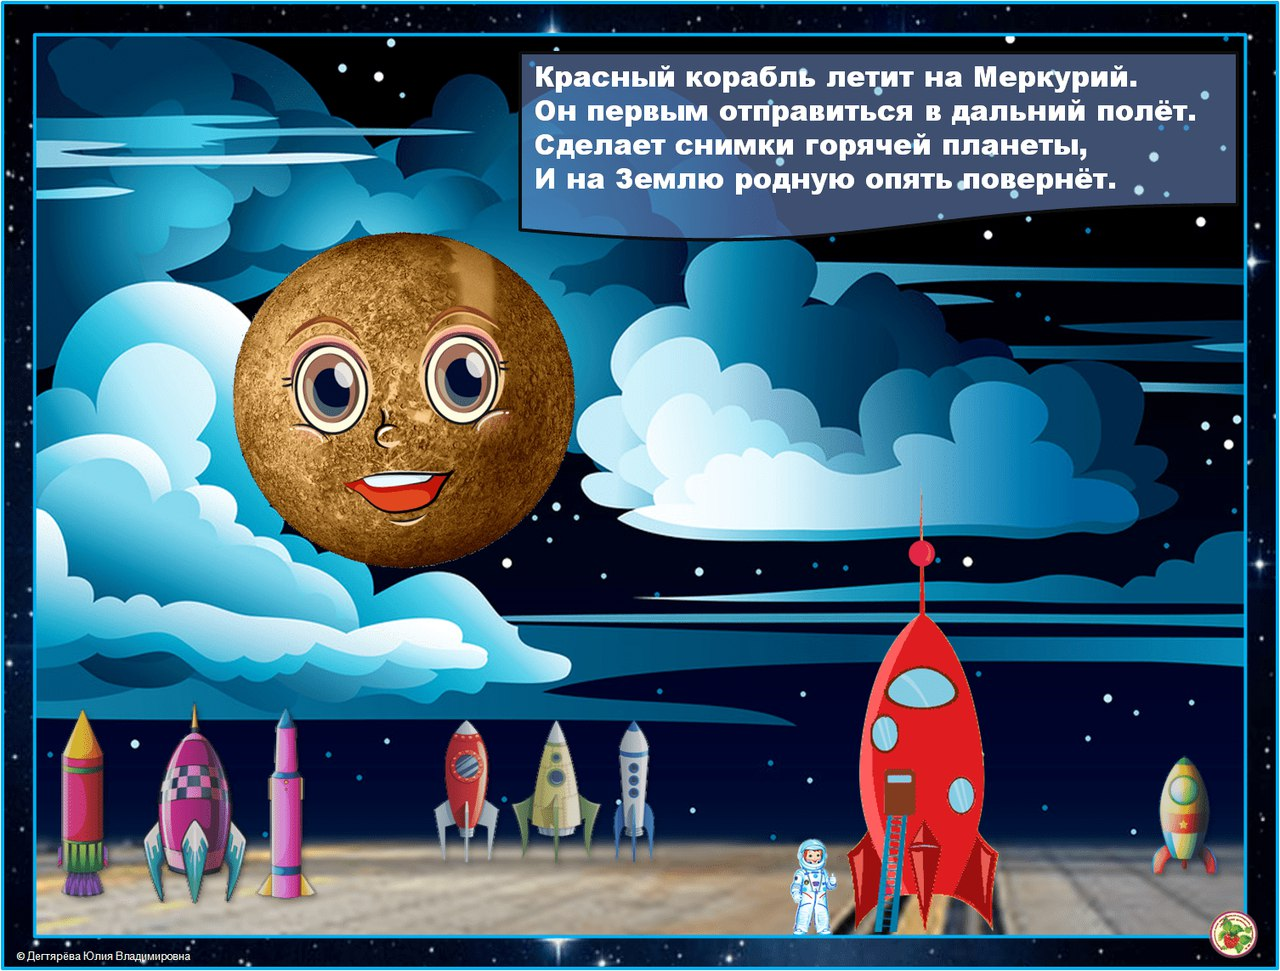 Красный корабль летит на Меркурий.
Он первым отправиться в дальний полёт.
Сделает снимки горячей планеты,
И на Землю родную опять повернёт.
© Дегтярёва Юлия Владимировна